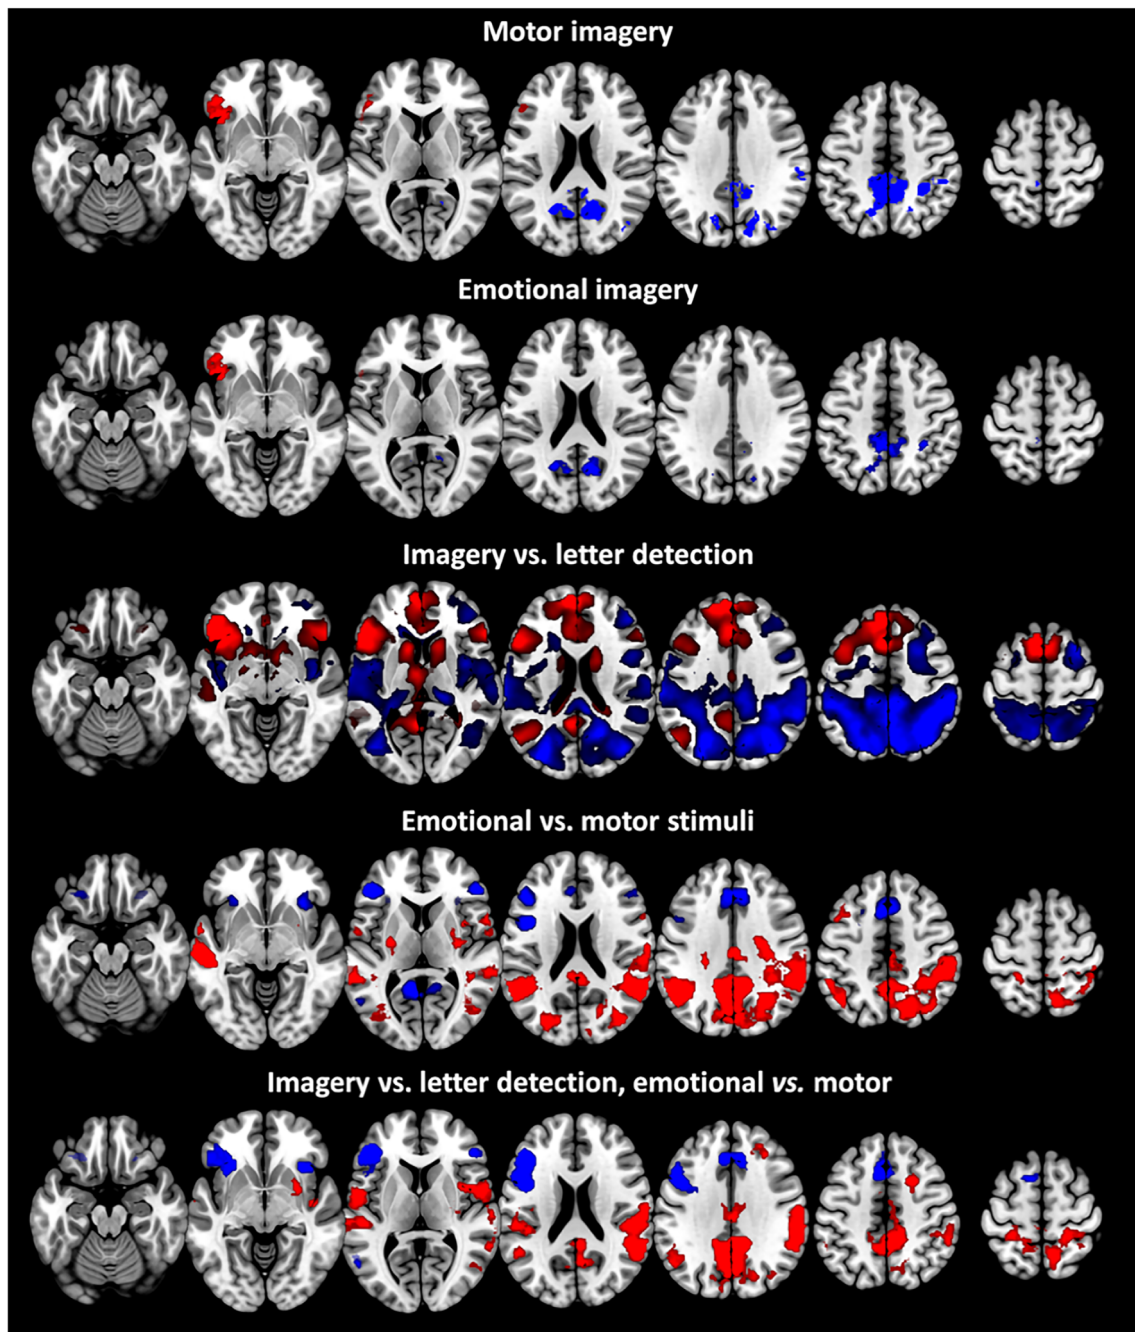 Motor imagery
Emotional imagery
Imagery vs. letter detection
Emotional vs. motor stimuli
Imagery vs. letter detection, emotional vs. motor